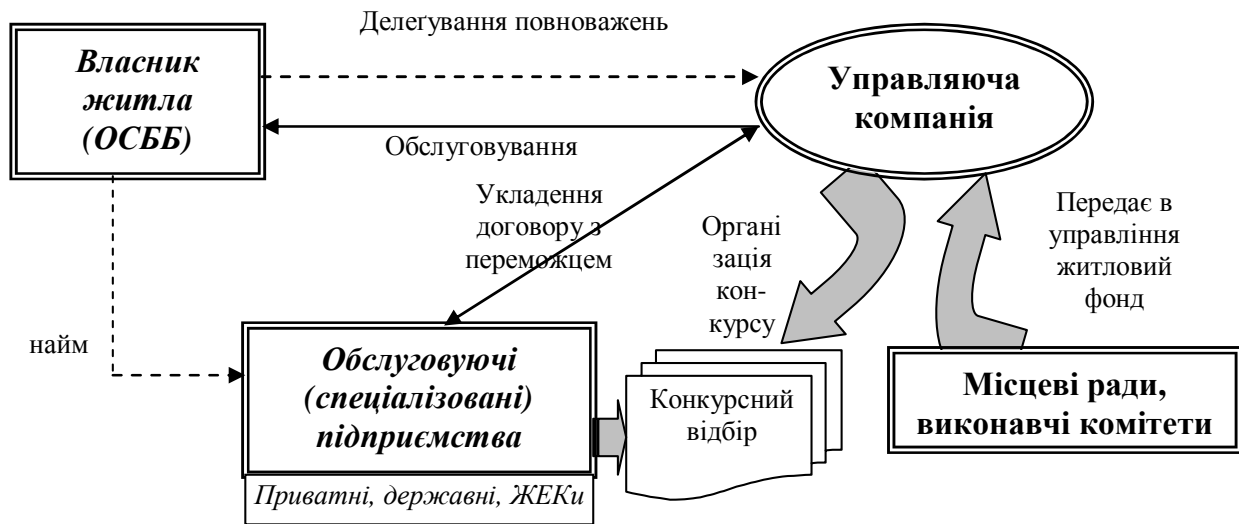 Делеґування повноважень
Власник
житла
(ОСББ)
Управляюча
компанія
Обслуговування
Укладення
договору з
переможцем
Органі
зація
кон-
курсу
Передає в
управління
житловий
фонд
найм
Обслуговуючі
(спеціалізовані)
підприємства
Конкурсний
відбір
Місцеві ради,
виконавчі комітети
Приватні, державні, ЖЕКи